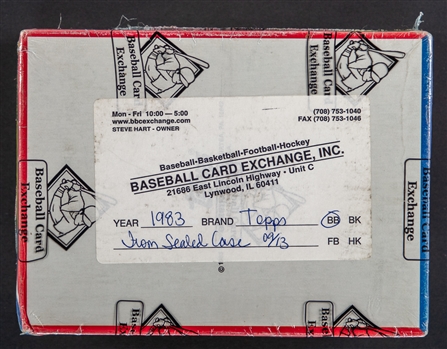 Baseball Card Exchange
Baseball Card Exchange
Mon - Fri 10:00 — 5:00
(708) 753-1040
www.bbcexchange.com
FAX (708) 753-1046
STEVE HART - OWNER
Baseball-Basketball-Football-Hockey
BASEBALL CARD EXCHANGE, INC.
21686 East Lincoln Highway • Unit C
Lynwood, IL 60411
YEAR 1983 BRAND Topps BB BK
From Sealed Case 09/13 FB HK
Baseball Card Exchange
Baseball Card Exchange
©